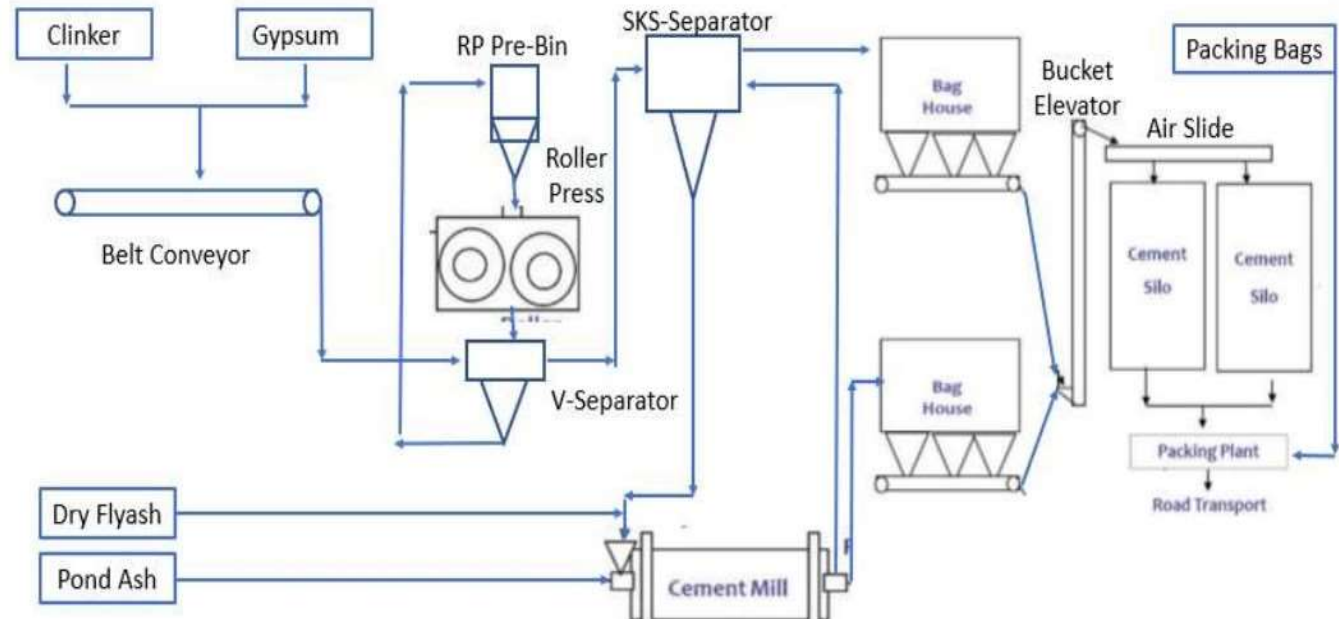 Clinker
Gypsum
RP Pre-Bin
SKS-Separator
Packing Bags
Bag
House
Bucket
Elevator
Air Slide
Roller
Press
Belt Conveyor
Cement
Silo
Cement
Silo
V-Separator
Bag
House
Packing Plant
Road Transport
Dry Flyash
Pond Ash
Cement Mill